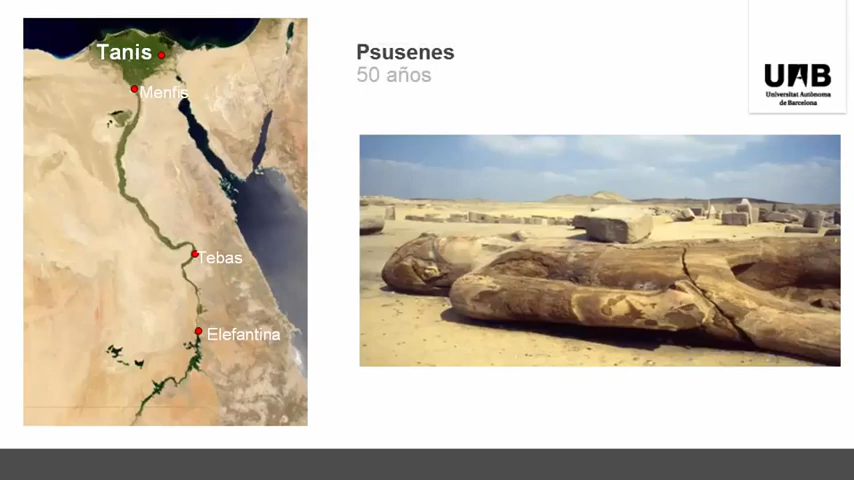 Tanis
Menfis
Tebas
Elefantina
Psusenes
50 años
UAB
Universitat Autònoma
de Barcelona